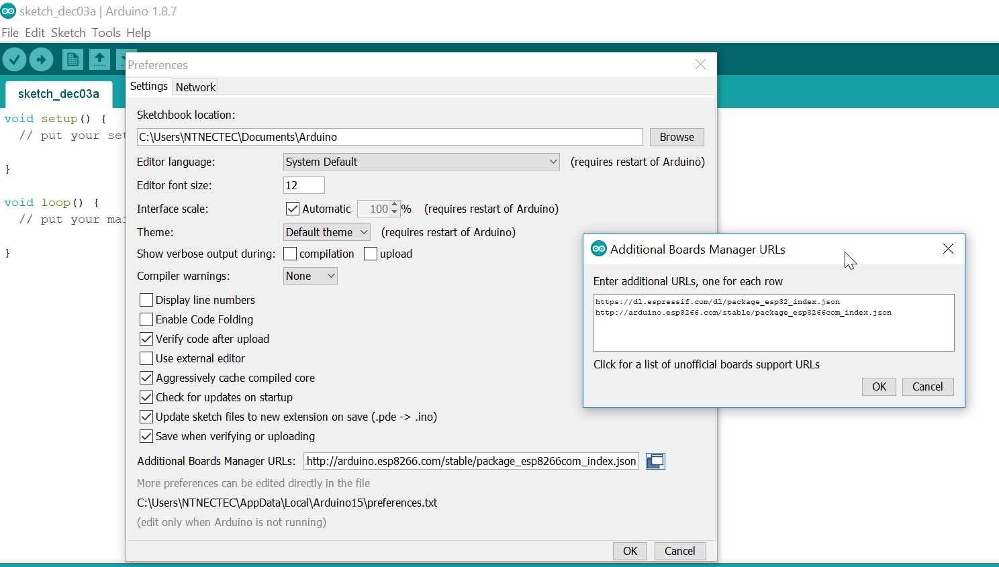 sketch_dec03a | Arduino 1.8.7
File Edit Sketch Tools Help
sketch_dec03a
void setup() {
// put your set
}
void loop() {
// put your mai
}
Preferences
Settings Network
Sketchbook location:
C:\Users\NTNECTEC\Documents\Arduino Browse
Editor language: System Default (requires restart of Arduino)
Editor font size: 12
Interface scale: Automatic 100 % (requires restart of Arduino)
Theme: Default theme (requires restart of Arduino)
Show verbose output during: compilation upload
Compiler warnings: None
Display line numbers
Enable Code Folding
Verify code after upload
Use external editor
Aggressively cache compiled core
Check for updates on startup
Update sketch files to new extension on save (.pde -> .ino)
Save when verifying or uploading
Additional Boards Manager URLs: http://arduino.esp8266.com/stable/package_esp8266com_index.json
More preferences can be edited directly in the file
C:\Users\NTNECTEC\AppData\Local\Arduino15\preferences.txt
(edit only when Arduino is not running)
OK Cancel
Additional Boards Manager URLs
Enter additional URLs, one for each row
https://dl.espressif.com/dl/package_esp32_index.json
http://arduino.esp8266.com/stable/package_esp8266com_index.json
Click for a list of unofficial boards support URLs
OK Cancel